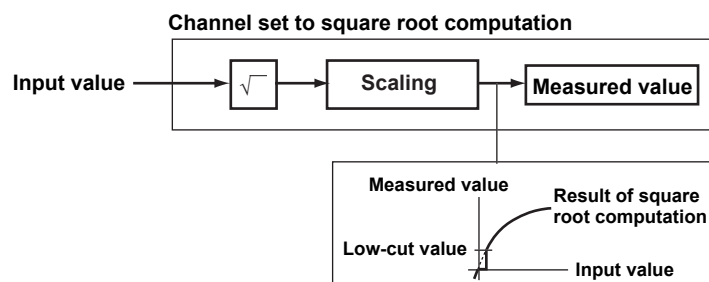 Channel set to square root computation
Input value
√
Scaling
Measured value
Measured value
Result of square
root computation
Low-cut value
Input value